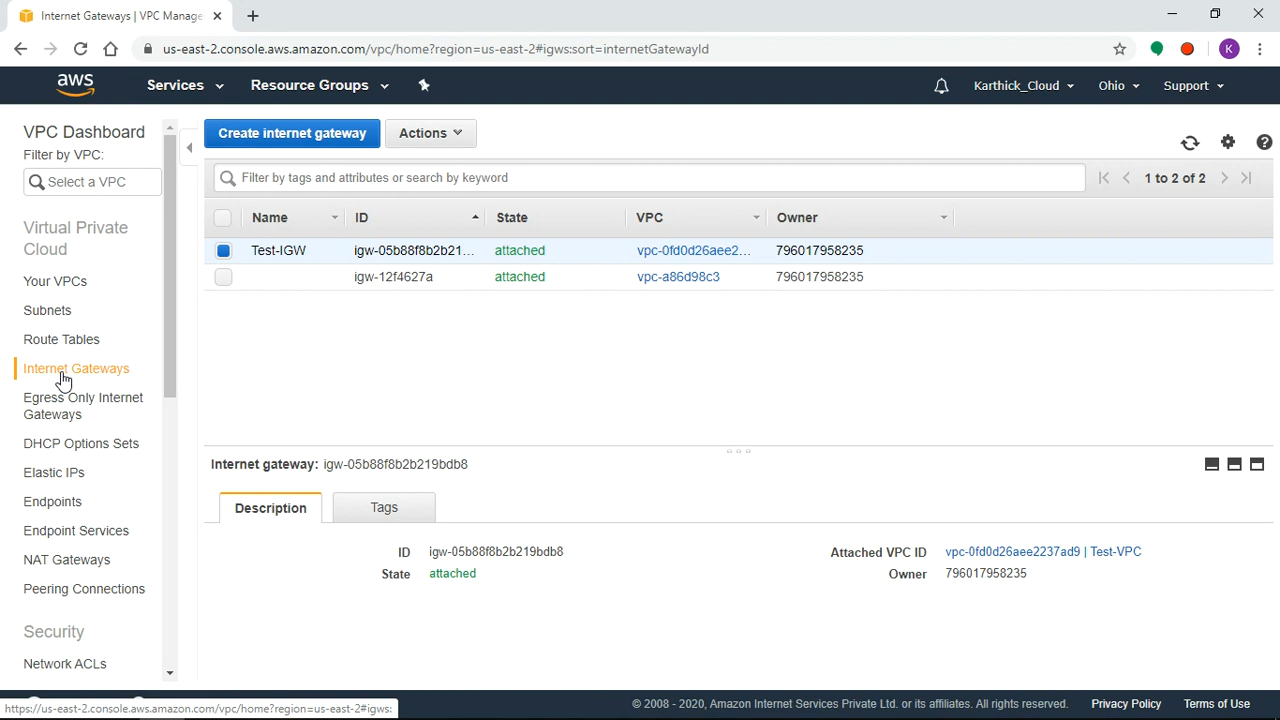 Internet Gateways | VPC Manage
us-east-2.console.aws.amazon.com/vpc/home?region=us-east-2#igws:sort=internetGatewayId
K
aws
Services
Resource Groups
Karthick_Cloud
Ohio
Support
VPC Dashboard
Filter by VPC:
Select a VPC
Virtual Private
Cloud
Your VPCs
Subnets
Route Tables
Internet Gateways
Egress Only Internet
Gateways
DHCP Options Sets
Elastic IPs
Endpoints
Endpoint Services
NAT Gateways
Peering Connections
Security
Network ACLs
Create internet gateway
Actions
Filter by tags and attributes or search by keyword
1 to 2 of 2
Name ID State VPC Owner
Test-IGW igw-05b88f8b2b21... attached vpc-0fd0d26aee2... 796017958235
igw-12f4627a attached vpc-a86d98c3 796017958235
Internet gateway: igw-05b88f8b2b219bdb8
Description
Tags
ID igw-05b88f8b2b219bdb8
Attached VPC ID vpc-0fd0d26aee2237ad9 | Test-VPC
State attached
Owner 796017958235
https://us-east-2.console.aws.amazon.com/vpc/home?region=us-east-2#igws:
© 2008 - 2020, Amazon Internet Services Private Ltd. or its affiliates. All rights reserved.
Privacy Policy
Terms of Use